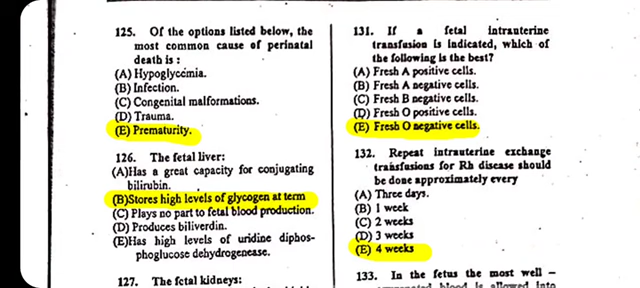 125. Of the options listed below, the
most common cause of perinatal
death is :
(A) Hypoglycemia.
(B) Infection.
(C) Congenital malformations.
(D) Trauma.
(E) Prematurity.
126. The fetal liver:
(A)Has a great capacity for conjugating
bilirubin.
(B)Stores high levels of glycogen at term
(C) Plays no part to fetal blood production.
(D) Produces biliverdin.
(E)Has high levels of uridine diphos-
phoglucose dehydrogenease.
127. The fetal kidneys:
131. If a fetal intrauterine
transfusion is indicated, which of
the following is the best?
(A) Fresh A positive cells.
(B) Fresh A negative cells.
(C) Fresh B negative cells.
(D) Fresh O positive cells.
(E) Fresh O negative cells.
132. Repeat intrauterine exchange
transfusions for Rh disease should
be done approximately every
(A) Three days.
(B) 1 week
(C) 2 weeks
(D) 3 weeks
(E) 4 weeks
133. In the fetus the most well –
blood is allowed into